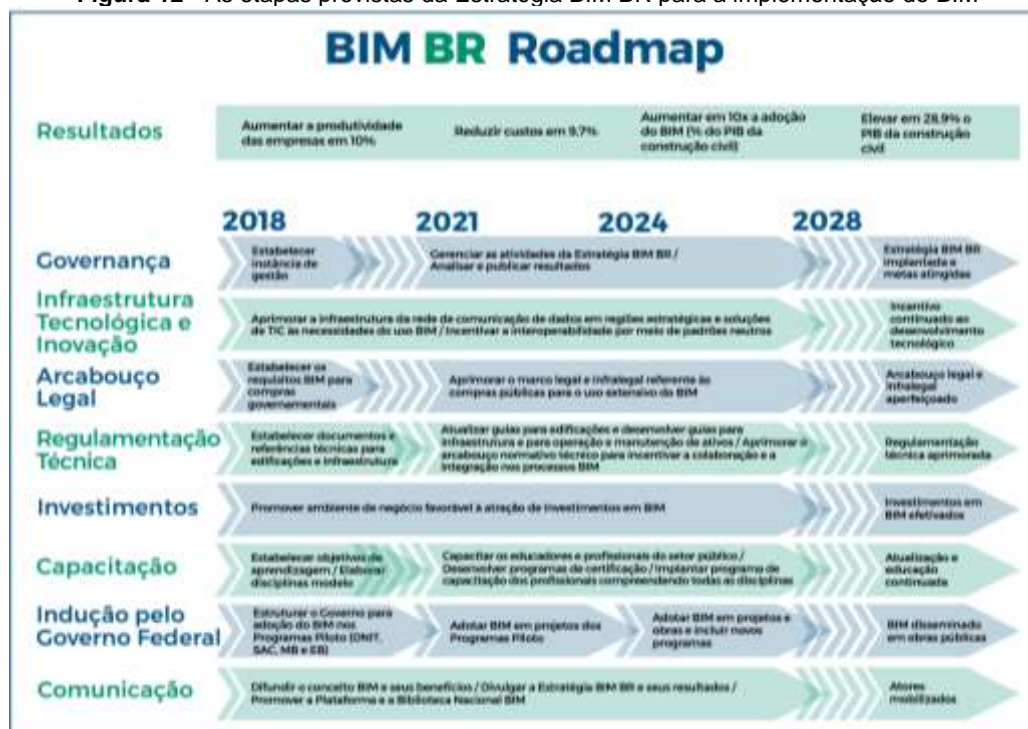 Figura 12 - As etapas previstas da Estratégia BIM BR para a implementação do BIM
BIM BR Roadmap
Resultados
Aumentar a produtividade
das empresas em 10%
Reduzir custos em 9,7%
Aumentar em 10x a adoção
do BIM (% do PIB da
construção civil)
Elevar em 28,9% o
PIB da construção
civil
2018
2021
2024
2028
Governança
Estabelecer
instância de
gestão
Gerenciar as atividades da Estratégia BIM BR /
Analisar e publicar resultados
Estratégia BIM BR
implantada e
metas atingidas
Infraestrutura
Tecnológica e
Inovação
Aprimorar a infraestrutura da rede de comunicação de dados em regiões estratégicas e soluções
de TIC às necessidades do uso BIM / Incentivar a interoperabilidade por meio de padrões neutros
Incentivo
continuado ao
desenvolvimento
tecnológico
Arcabouço
Legal
Estabelecer os
requisitos BIM para
compras
governamentais
Aprimorar o marco legal e infralegal referente às
compras públicas para o uso extensivo do BIM
Arcabouço legal e
infralegal
aperfeiçoado
Regulamentação
Técnica
Estabelecer documentos e
referências técnicas para
edificações e infraestrutura
Atualizar guias para edificações e desenvolver guias para
infraestrutura e para operação e manutenção de ativos / Aprimorar o
arcabouço normativo técnico para incentivar a colaboração e a
integração nos processos BIM
Regulamentação
técnica aprimorada
Investimentos
Promover ambiente de negócio favorável à atração de investimentos em BIM
Investimentos em
BIM efetivados
Capacitação
Estabelecer objetivos de
aprendizagem / Elaborar
disciplinas modelo
Capacitar os educadores e profissionais do setor público /
Desenvolver programas de certificação / Implantar programa de
capacitação dos profissionais compreendendo todas as disciplinas
Atualização e
educação
continuada
Indução pelo
Governo Federal
Estruturar o Governo para
adoção do BIM nos
Programas Piloto (DNIT,
SAC, MB e EB)
Adotar BIM em projetos dos
Programas Piloto
Adotar BIM em projetos e
obras e incluir novos
programas
BIM disseminado
em obras públicas
Comunicação
Difundir o conceito BIM e seus benefícios / Divulgar a Estratégia BIM BR e seus resultados /
Promover a Plataforma e a Biblioteca Nacional BIM
Atores
mobilizados